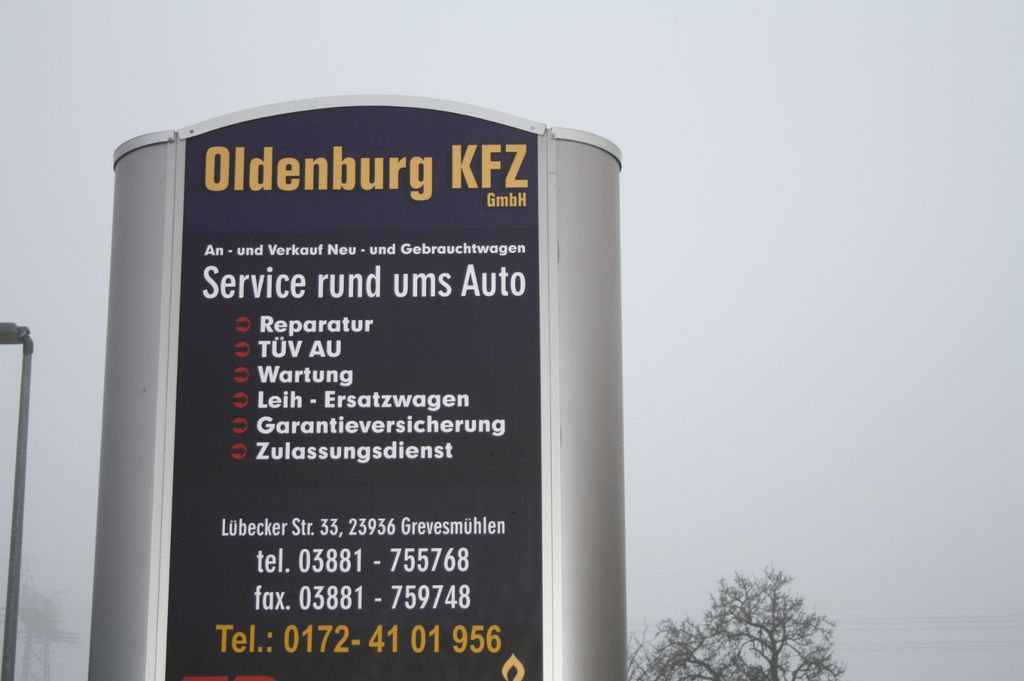 Oldenburg KFZ
GmbH
An - und Verkauf Neu - und Gebrauchtwagen
Service rund ums Auto
Reparatur
TÜV AU
Wartung
Leih - Ersatzwagen
Garantieversicherung
Zulassungsdienst
Lübecker Str. 33, 23936 Grevesmühlen
tel. 03881 - 755768
fax. 03881 - 759748
Tel.: 0172- 41 01 956